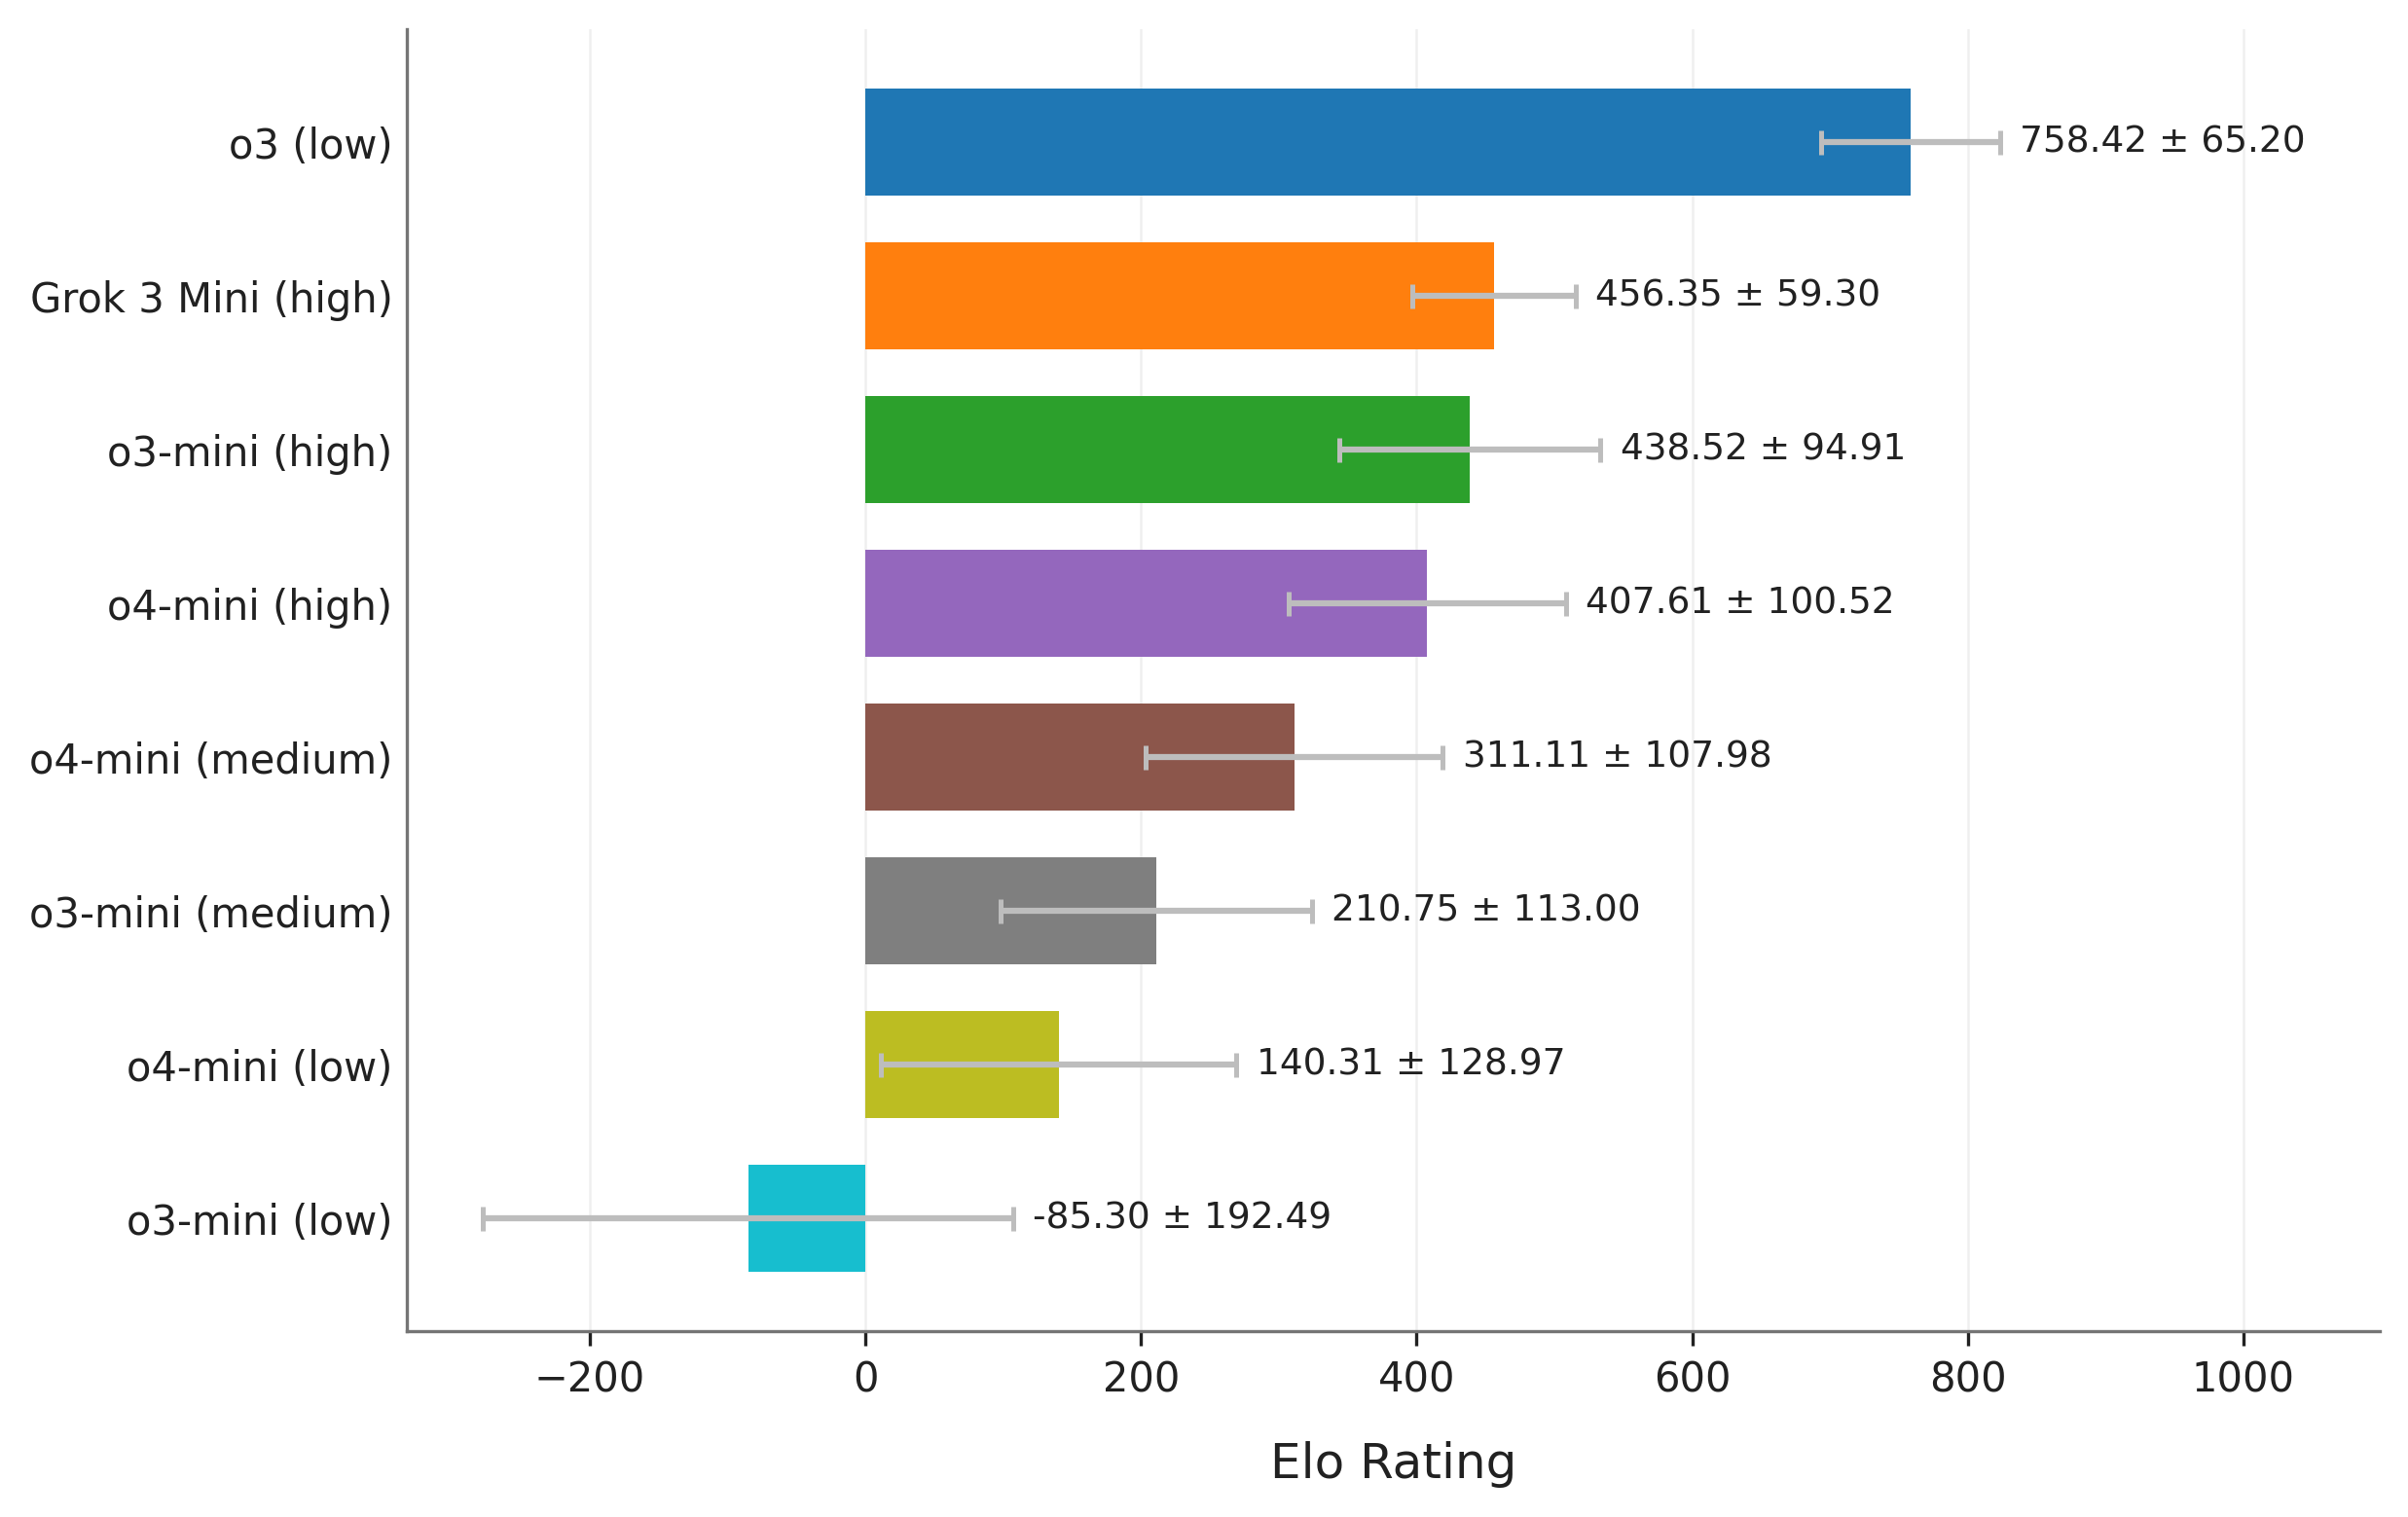 o3 (low) 758.42 ± 65.20
Grok 3 Mini (high) 456.35 ± 59.30
o3-mini (high) 438.52 ± 94.91
o4-mini (high) 407.61 ± 100.52
o4-mini (medium) 311.11 ± 107.98
o3-mini (medium) 210.75 ± 113.00
o4-mini (low) 140.31 ± 128.97
o3-mini (low) -85.30 ± 192.49
−200 0 200 400 600 800 1000
Elo Rating